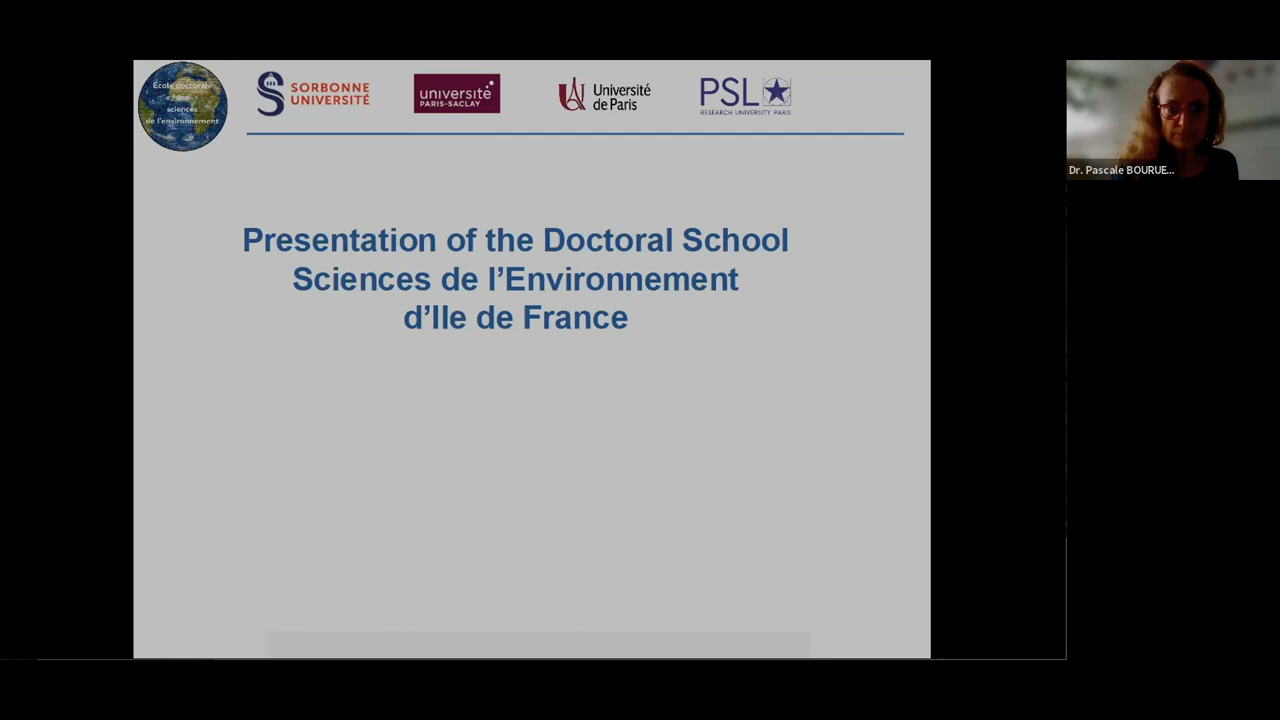 École doctorale
des
sciences
de l'environnement
SORBONNE
UNIVERSITÉ
université
PARIS-SACLAY
Université
de Paris
PSL
RESEARCH UNIVERSITY PARIS
Presentation of the Doctoral School
Sciences de l'Environnement
d'Ile de France
Dr. Pascale BOURUE...